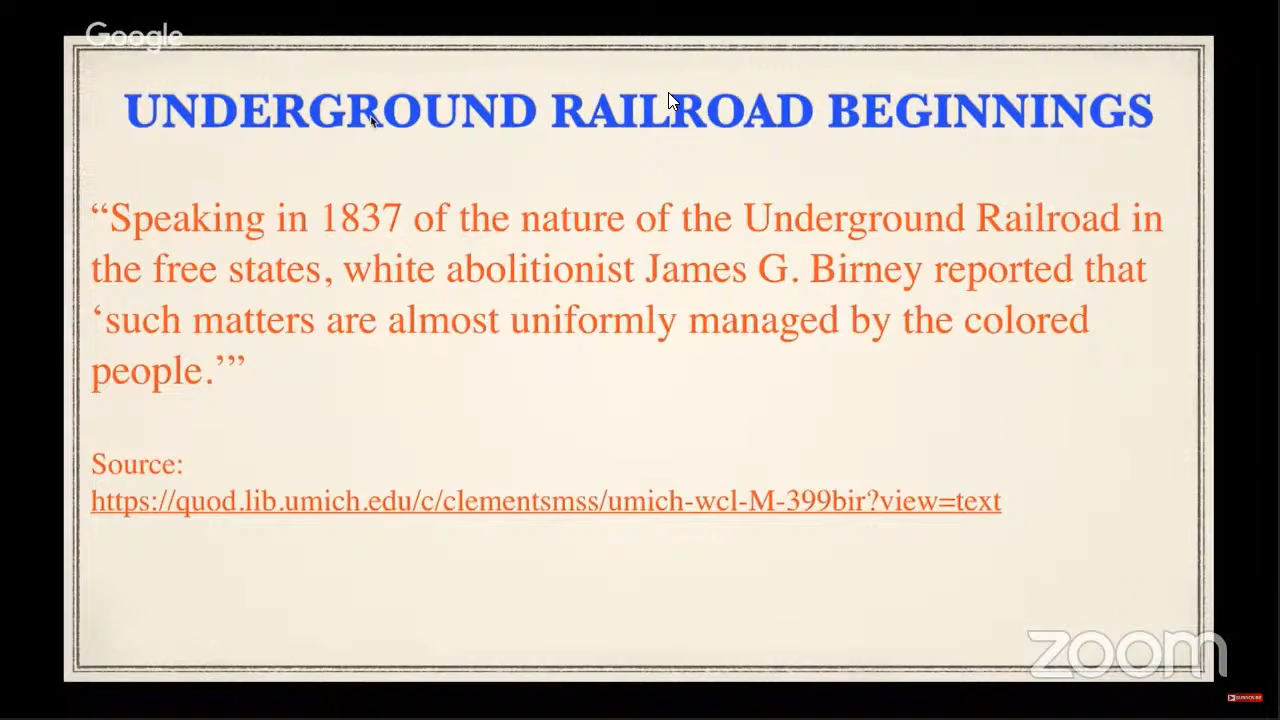 Google
UNDERGROUND RAILROAD BEGINNINGS
“Speaking in 1837 of the nature of the Underground Railroad in
the free states, white abolitionist James G. Birney reported that
‘such matters are almost uniformly managed by the colored
people.’”
Source:
https://quod.lib.umich.edu/c/clementsmss/umich-wcl-M-399bir?view=text
zoom
SUBSCRIBE